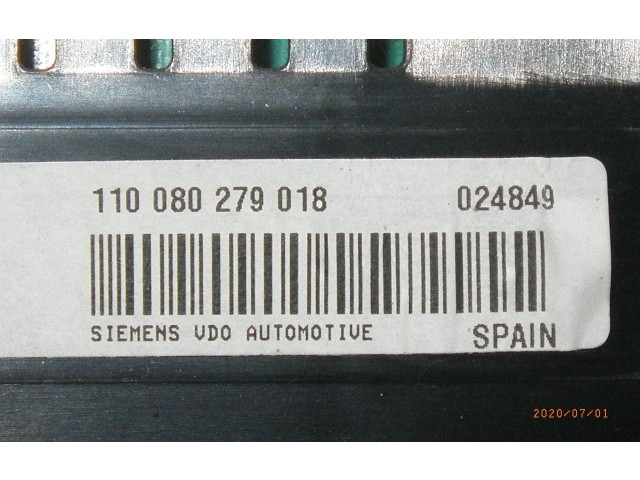 110 080 279 018 024849
SIEMENS VDO AUTOMOTIVE SPAIN
2020/07/01